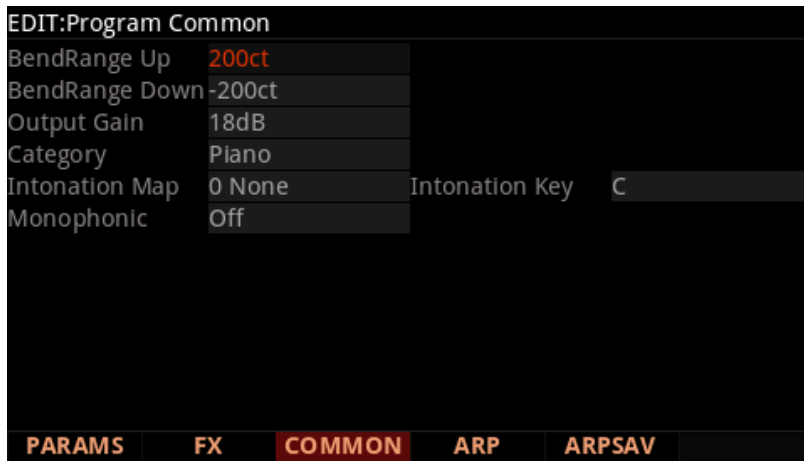 EDIT:Program Common
BendRange Up 200ct
BendRange Down -200ct
Output Gain 18dB
Category Piano
Intonation Map 0 None Intonation Key C
Monophonic Off
PARAMS FX COMMON ARP ARPSAV